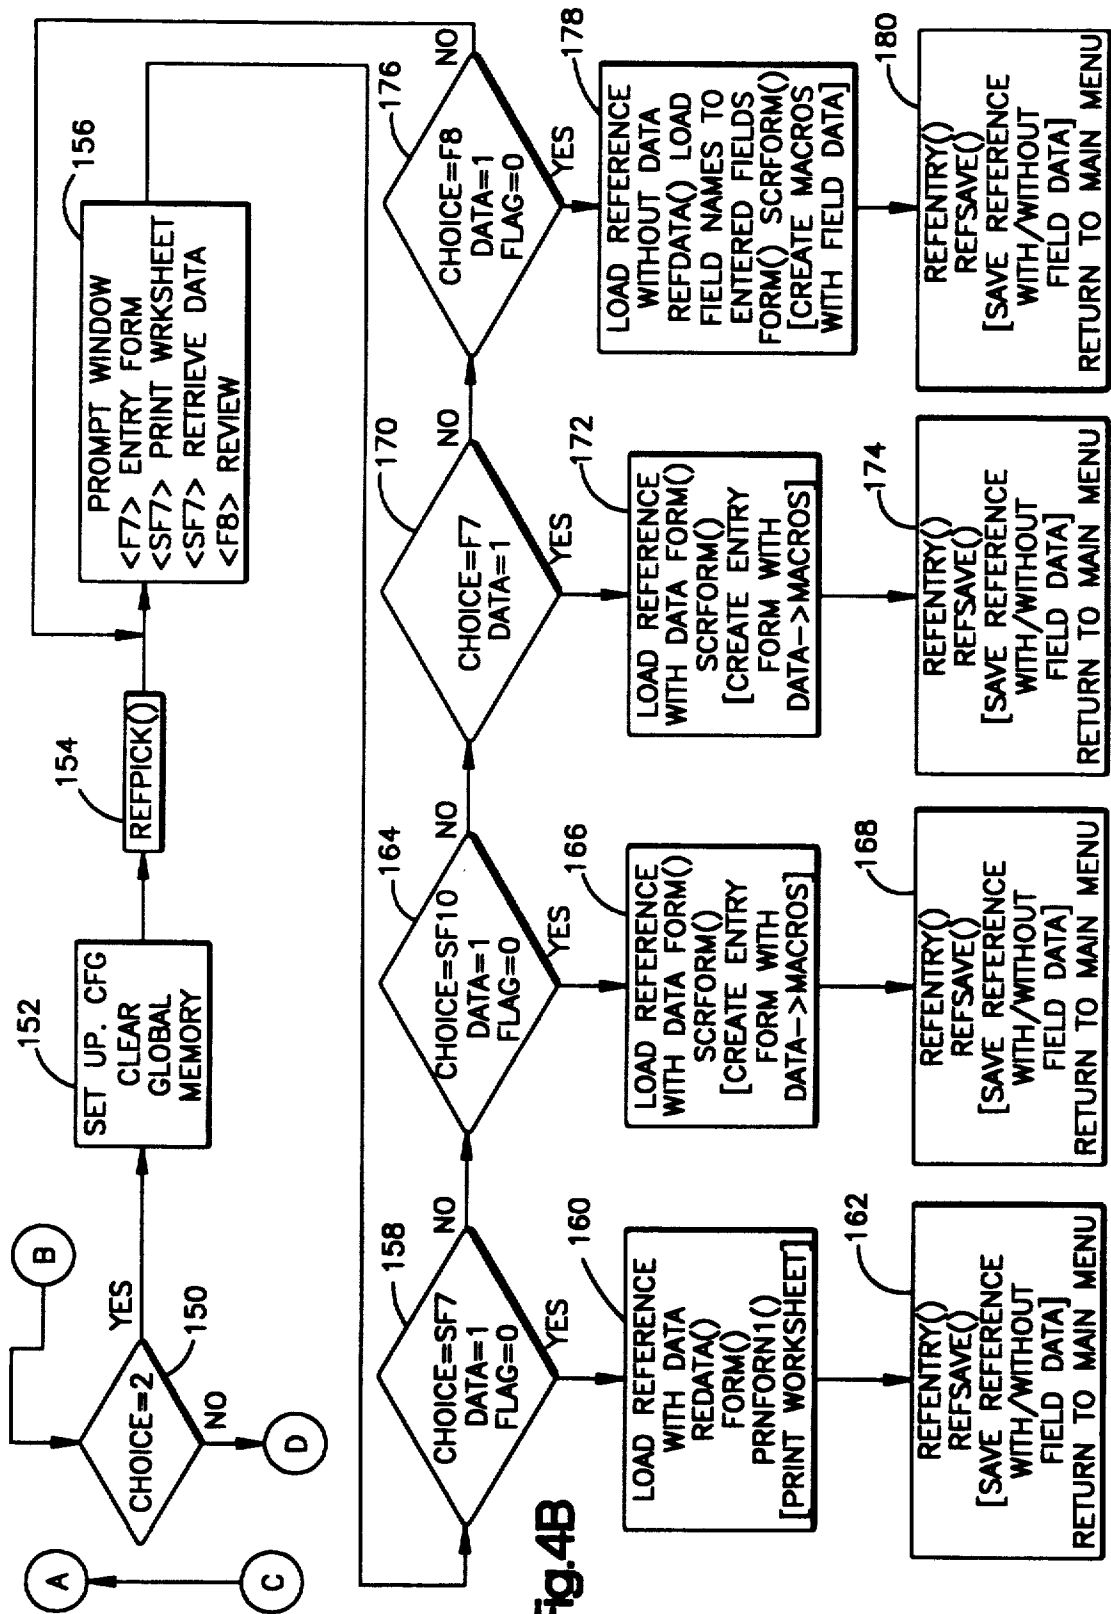 A
C
B
CHOICE=2
150
YES
NO
D
152
SET UP. CFG
CLEAR
GLOBAL
MEMORY
154
REFPICK()
156
PROMPT WINDOW
<F7> ENTRY FORM
<SF7> PRINT WRKSHEET
<SF7> RETRIEVE DATA
<F8> REVIEW
158
CHOICE=SF7
DATA=1
FLAG=0
NO
YES
160
LOAD REFERENCE
WITH DATA
REDATA()
FORM()
PRNFORN1()
[PRINT WORKSHEET]
162
REFENTRY()
REFSAVE()
[SAVE REFERENCE
WITH/WITHOUT
FIELD DATA]
RETURN TO MAIN MENU
164
CHOICE=SF10
DATA=1
FLAG=0
NO
YES
166
LOAD REFERENCE
WITH DATA FORM()
SCRFORM()
[CREATE ENTRY
FORM WITH
DATA->MACROS]
168
REFENTRY()
REFSAVE()
[SAVE REFERENCE
WITH/WITHOUT
FIELD DATA]
RETURN TO MAIN MENU
170
CHOICE=F7
DATA=1
NO
YES
172
LOAD REFERENCE
WITH DATA FORM()
SCRFORM()
[CREATE ENTRY
FORM WITH
DATA->MACROS]
174
REFENTRY()
REFSAVE()
[SAVE REFERENCE
WITH/WITHOUT
FIELD DATA]
RETURN TO MAIN MENU
176
CHOICE=F8
DATA=1
FLAG=0
NO
YES
178
LOAD REFERENCE
WITHOUT DATA
REFDATA() LOAD
FIELD NAMES TO
ENTERED FIELDS
FORM() SCRFORM()
[CREATE MACROS
WITH FIELD DATA]
180
REFENTRY()
REFSAVE()
[SAVE REFERENCE
WITH/WITHOUT
FIELD DATA]
RETURN TO MAIN MENU
Fig.4B